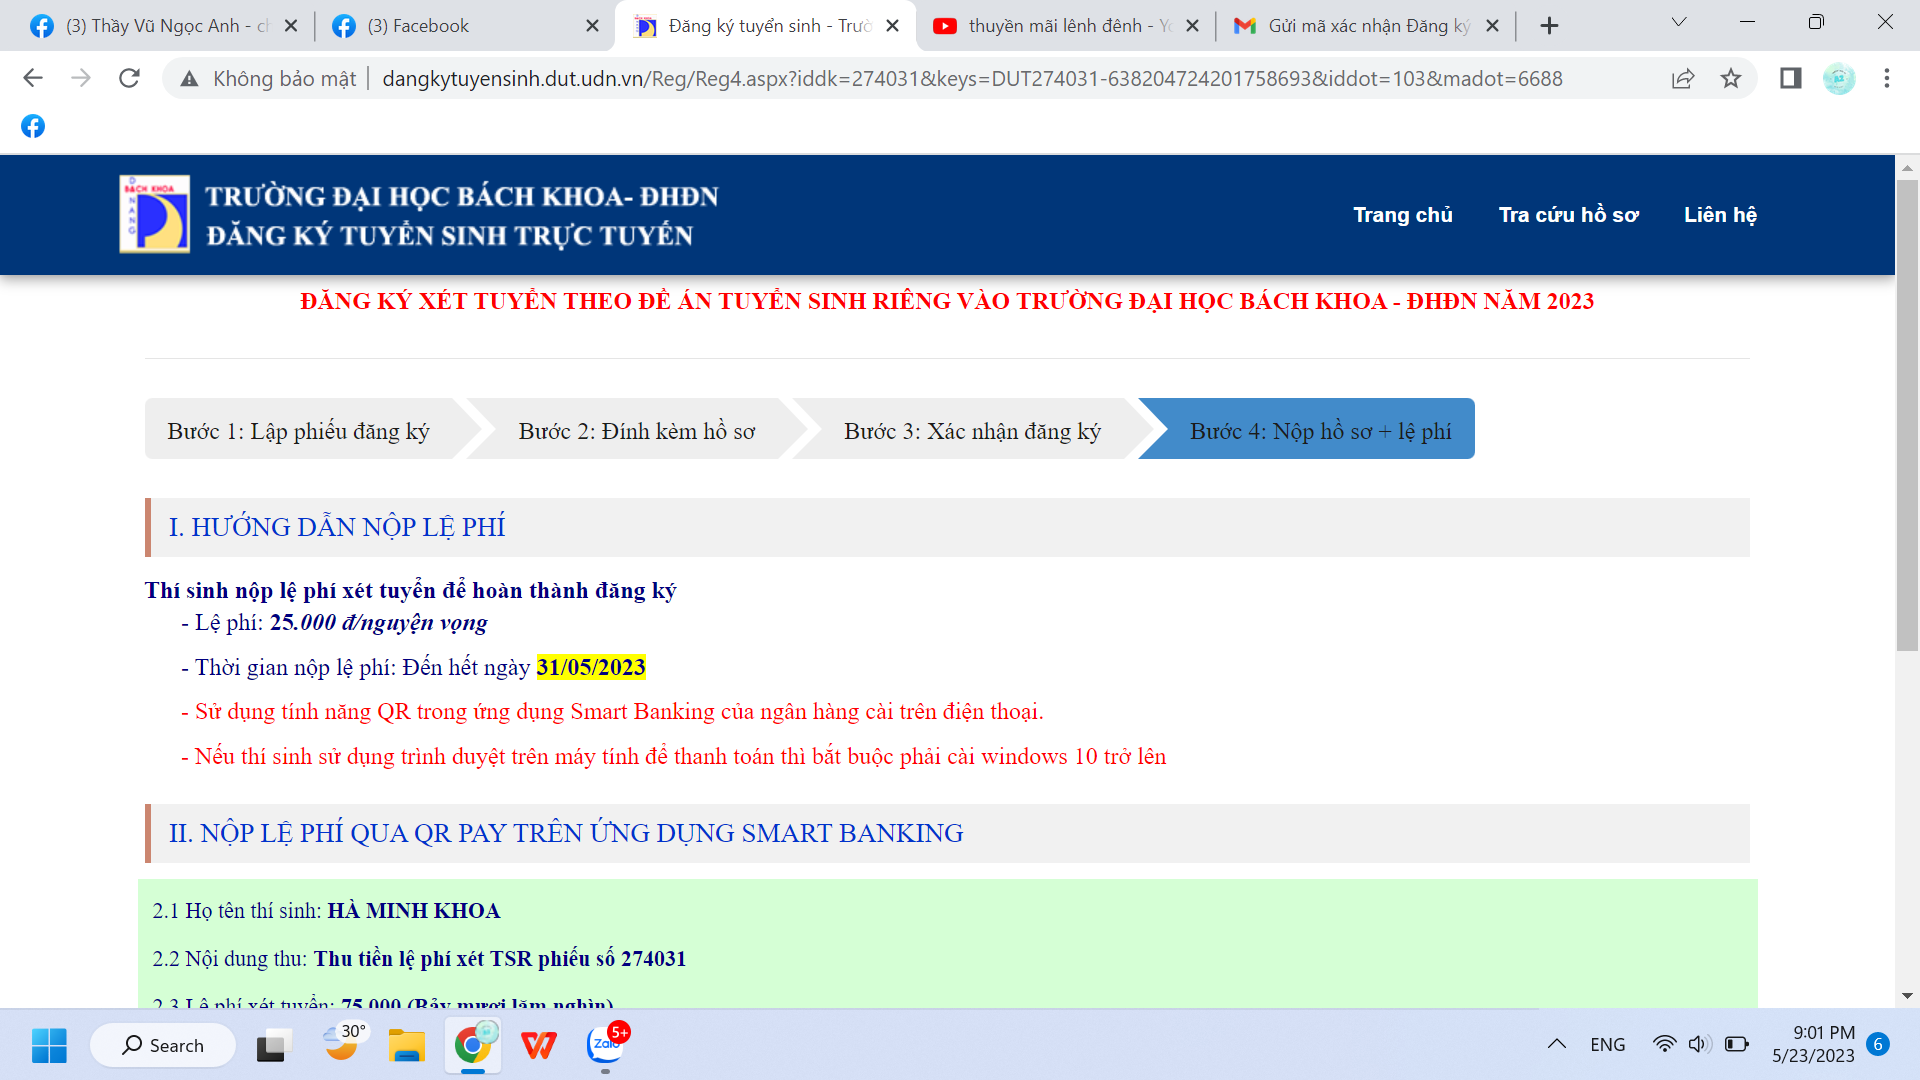 (3) Thầy Vũ Ngọc Anh - ch
(3) Facebook
Đăng ký tuyển sinh - Trườ
thuyền mãi lênh đênh - Yo
Gửi mã xác nhận Đăng ký
Không bảo mật
dangkytuyensinh.dut.udn.vn/Reg/Reg4.aspx?iddk=274031&keys=DUT274031-638204724201758693&iddot=103&madot=6688
BÁCH KHOA
DANANG
TRƯỜNG ĐẠI HỌC BÁCH KHOA- ĐHĐN
ĐĂNG KÝ TUYỂN SINH TRỰC TUYẾN
Trang chủ
Tra cứu hồ sơ
Liên hệ
ĐĂNG KÝ XÉT TUYỂN THEO ĐỀ ÁN TUYỂN SINH RIÊNG VÀO TRƯỜNG ĐẠI HỌC BÁCH KHOA - ĐHĐN NĂM 2023
Bước 1: Lập phiếu đăng ký
Bước 2: Đính kèm hồ sơ
Bước 3: Xác nhận đăng ký
Bước 4: Nộp hồ sơ + lệ phí
I. HƯỚNG DẪN NỘP LỆ PHÍ
Thí sinh nộp lệ phí xét tuyển để hoàn thành đăng ký
- Lệ phí: 25.000 đ/nguyện vọng
- Thời gian nộp lệ phí: Đến hết ngày 31/05/2023
- Sử dụng tính năng QR trong ứng dụng Smart Banking của ngân hàng cài trên điện thoại.
- Nếu thí sinh sử dụng trình duyệt trên máy tính để thanh toán thì bắt buộc phải cài windows 10 trở lên
II. NỘP LỆ PHÍ QUA QR PAY TRÊN ỨNG DỤNG SMART BANKING
2.1 Họ tên thí sinh: HÀ MINH KHOA
2.2 Nội dung thu: Thu tiền lệ phí xét TSR phiếu số 274031
2.3 Lệ phí xét tuyển: 75.000 (Bảy mươi lăm nghìn)
Search
30°
Zalo
5+
ENG
9:01 PM
5/23/2023
6